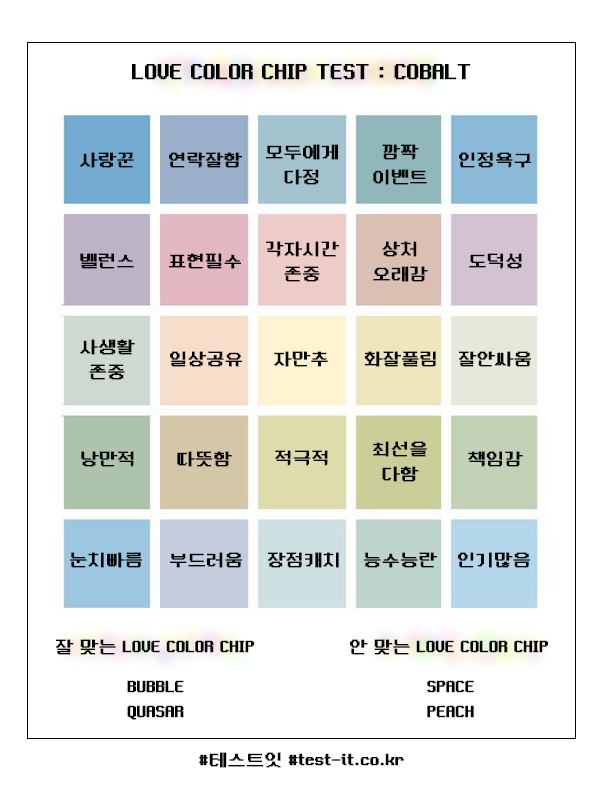 LOVE COLOR CHIP TEST : COBALT
사랑꾼
연락잘함
모두에게
다정
깜짝
이벤트
인정욕구
밸런스
표현필수
각자시간
존중
상처
오래감
도덕성
사생활
존중
일상공유
자만추
화잘풀림
잘안싸움
낭만적
따뜻함
적극적
최선을
다함
책임감
눈치빠름
부드러움
장점캐치
능수능란
인기많음
잘 맞는 LOVE COLOR CHIP
BUBBLE
QUASAR
안 맞는 LOVE COLOR CHIP
SPACE
PEACH
#테스트잇 #test-it.co.kr